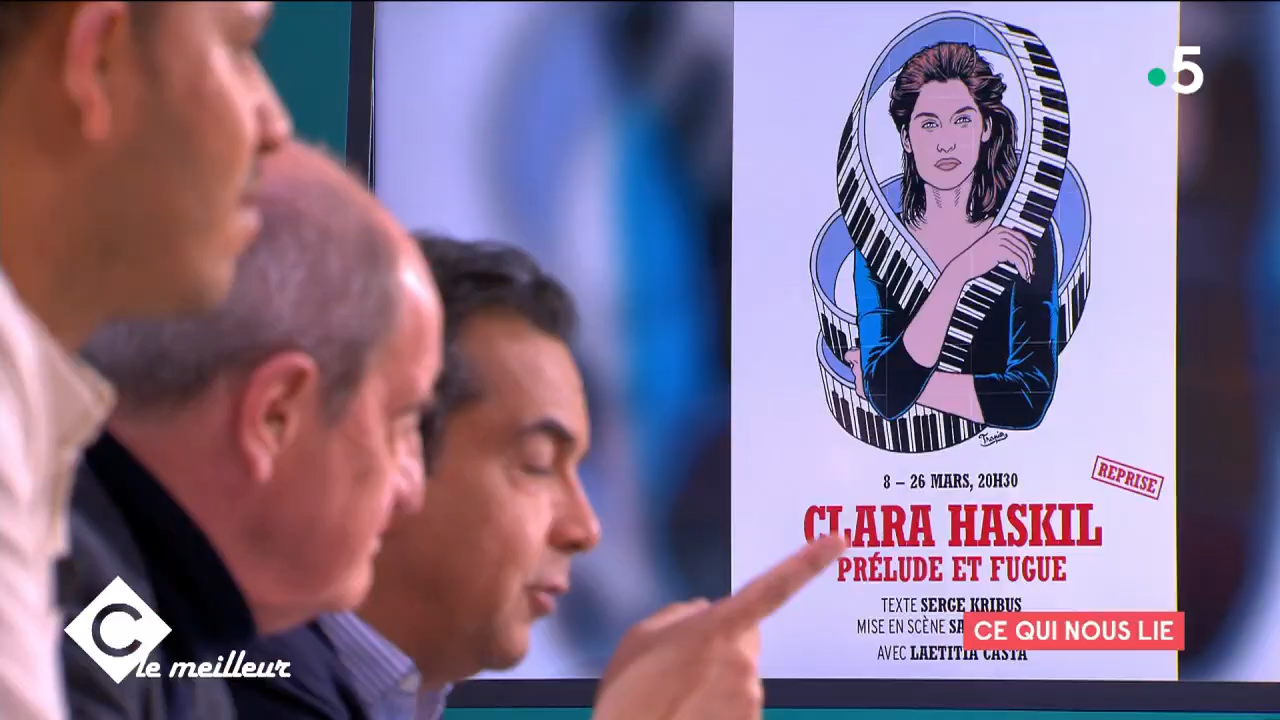 5
8 – 26 MARS, 20H30
REPRISE
CLARA HASKIL
PRÉLUDE ET FUGUE
TEXTE SERGE KRIBUS
MISE EN SCÈNE
CE QUI NOUS LIE
AVEC LAETITIA CASTA
C
le meilleur